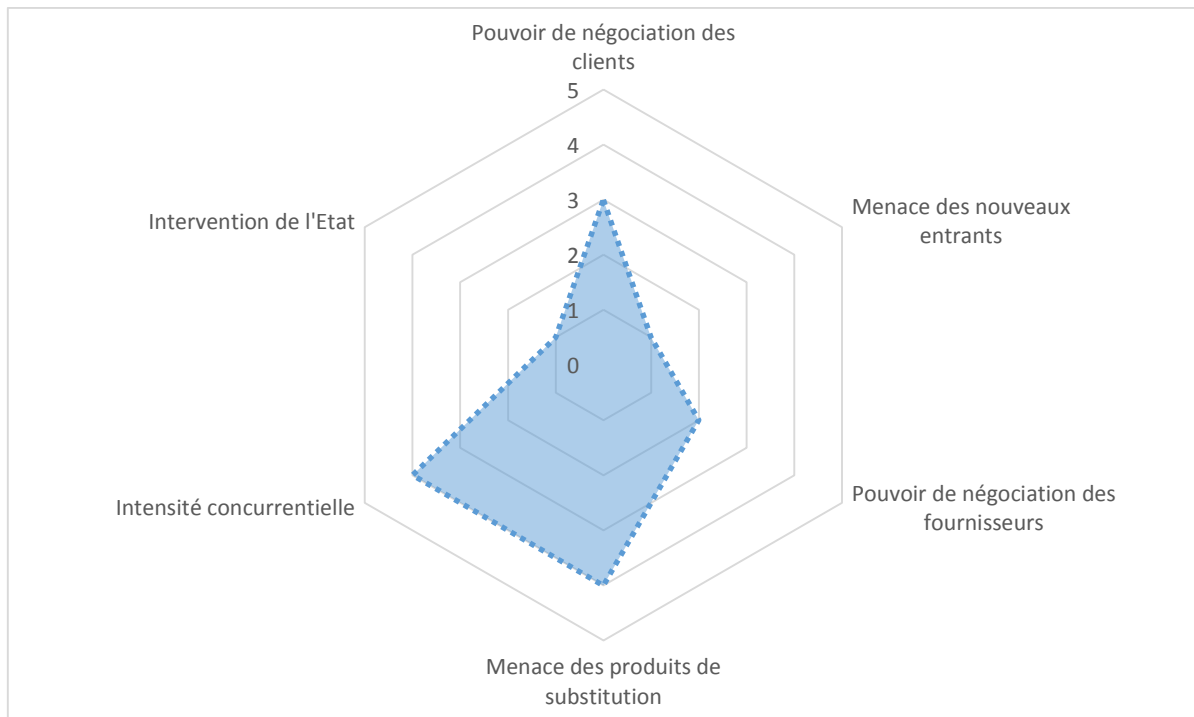 Pouvoir de négociation des
clients
5
4
3
2
1
0
Menace des nouveaux
entrants
Intervention de l'Etat
Pouvoir de négociation des
fournisseurs
Intensité concurrentielle
Menace des produits de
substitution